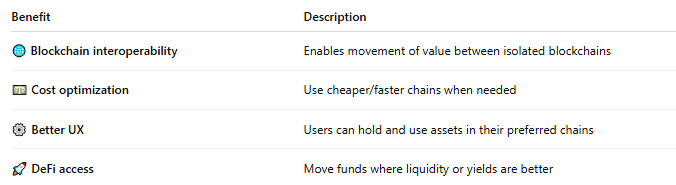 Benefit Description
🌐 Blockchain interoperability Enables movement of value between isolated blockchains
💵 Cost optimization Use cheaper/faster chains when needed
⚙️ Better UX Users can hold and use assets in their preferred chains
🚀 DeFi access Move funds where liquidity or yields are better